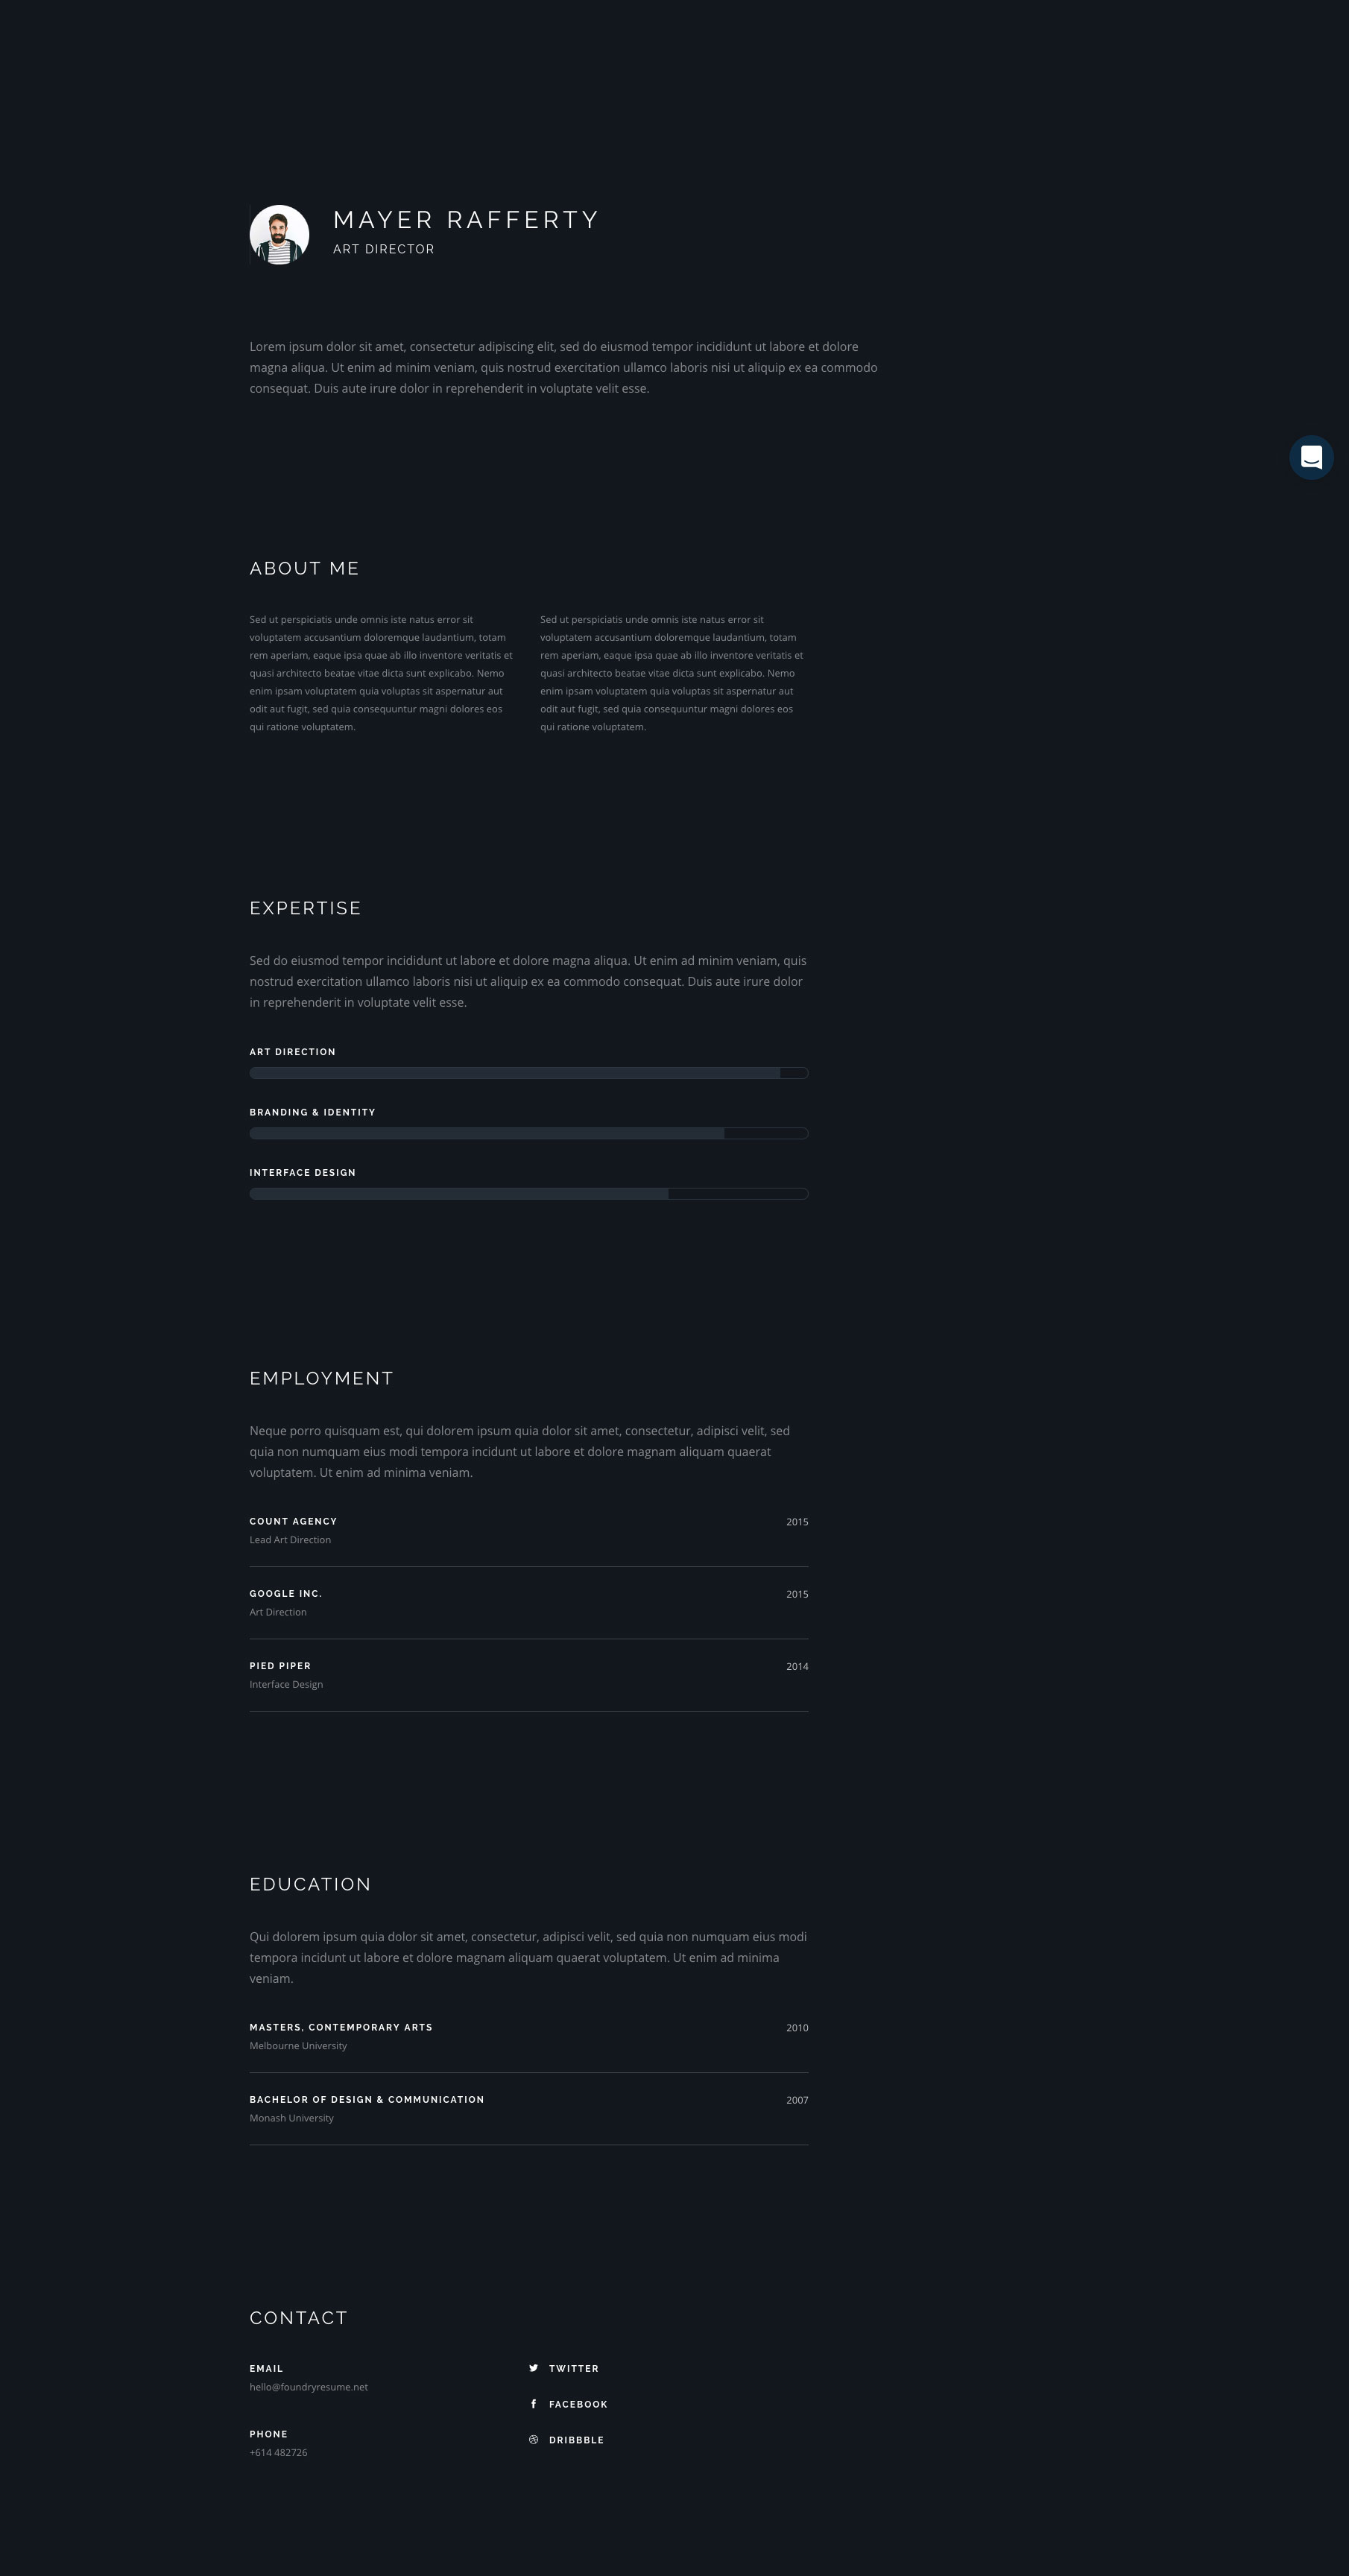 MAYER RAFFERTY
ART DIRECTOR
Lorem ipsum dolor sit amet, consectetur adipiscing elit, sed do eiusmod tempor incididunt ut labore et dolore
magna aliqua. Ut enim ad minim veniam, quis nostrud exercitation ullamco laboris nisi ut aliquip ex ea commodo
consequat. Duis aute irure dolor in reprehenderit in voluptate velit esse.
ABOUT ME
Sed ut perspiciatis unde omnis iste natus error sit
voluptatem accusantium doloremque laudantium, totam
rem aperiam, eaque ipsa quae ab illo inventore veritatis et
quasi architecto beatae vitae dicta sunt explicabo. Nemo
enim ipsam voluptatem quia voluptas sit aspernatur aut
odit aut fugit, sed quia consequuntur magni dolores eos
qui ratione voluptatem.
Sed ut perspiciatis unde omnis iste natus error sit
voluptatem accusantium doloremque laudantium, totam
rem aperiam, eaque ipsa quae ab illo inventore veritatis et
quasi architecto beatae vitae dicta sunt explicabo. Nemo
enim ipsam voluptatem quia voluptas sit aspernatur aut
odit aut fugit, sed quia consequuntur magni dolores eos
qui ratione voluptatem.
EXPERTISE
Sed do eiusmod tempor incididunt ut labore et dolore magna aliqua. Ut enim ad minim veniam, quis
nostrud exercitation ullamco laboris nisi ut aliquip ex ea commodo consequat. Duis aute irure dolor
in reprehenderit in voluptate velit esse.
ART DIRECTION
BRANDING & IDENTITY
INTERFACE DESIGN
EMPLOYMENT
Neque porro quisquam est, qui dolorem ipsum quia dolor sit amet, consectetur, adipisci velit, sed
quia non numquam eius modi tempora incidunt ut labore et dolore magnam aliquam quaerat
voluptatem. Ut enim ad minima veniam.
COUNT AGENCY 2015
Lead Art Direction
GOOGLE INC. 2015
Art Direction
PIED PIPER 2014
Interface Design
EDUCATION
Qui dolorem ipsum quia dolor sit amet, consectetur, adipisci velit, sed quia non numquam eius modi
tempora incidunt ut labore et dolore magnam aliquam quaerat voluptatem. Ut enim ad minima
veniam.
MASTERS, CONTEMPORARY ARTS 2010
Melbourne University
BACHELOR OF DESIGN & COMMUNICATION 2007
Monash University
CONTACT
EMAIL
hello@foundryresume.net
PHONE
+614 482726
TWITTER
FACEBOOK
DRIBBBLE